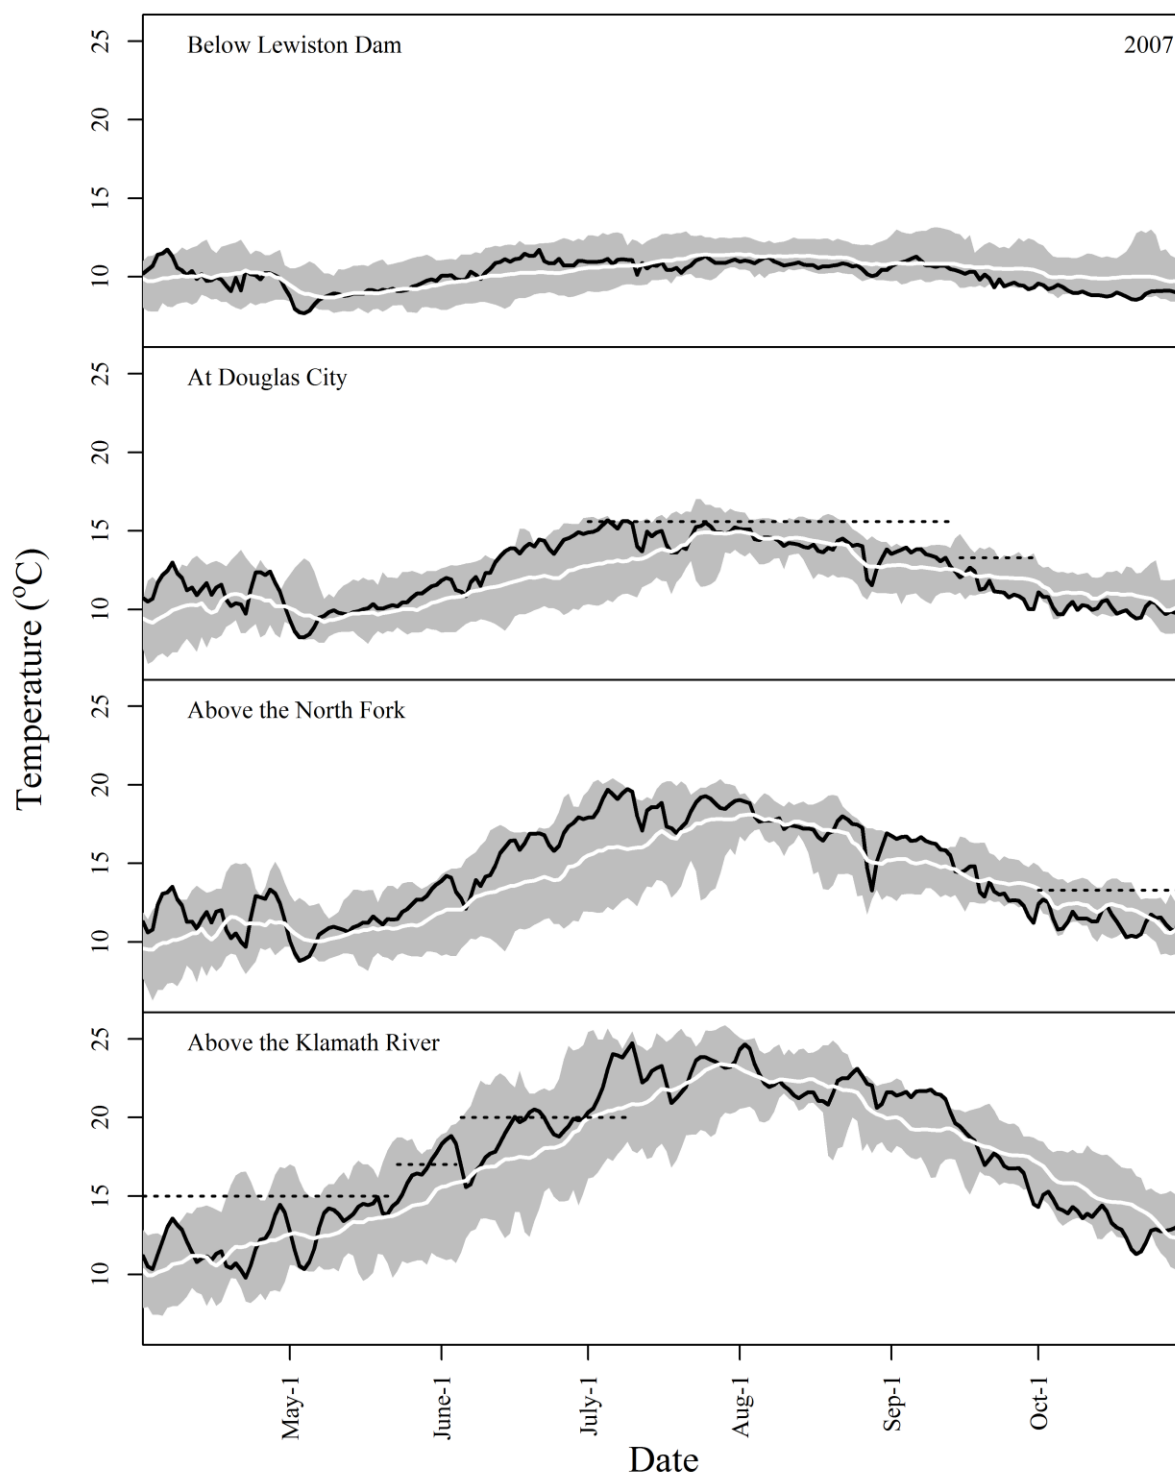 Below Lewiston Dam 2007
25
20
15
10
At Douglas City
25
20
15
10
Above the North Fork
25
20
15
10
Above the Klamath River
25
20
15
10
Temperature (°C)
May-1 June-1 July-1 Aug-1 Sep-1 Oct-1
Date